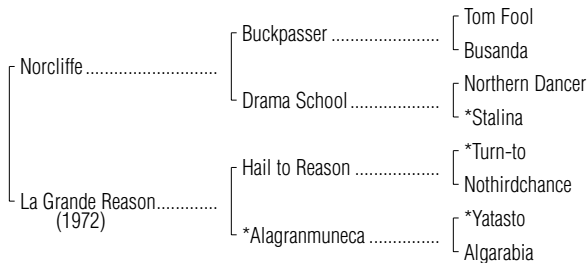 Tom Fool
Buckpasser ......................
Busanda
Norcliffe ...........................
Northern Dancer
Drama School ..................
*Stalina
*Turn-to
Hail to Reason .................
Nothirdchance
La Grande Reason.............
(1972)
*Yatasto
*Alagranmuneca ..............
Algarabia